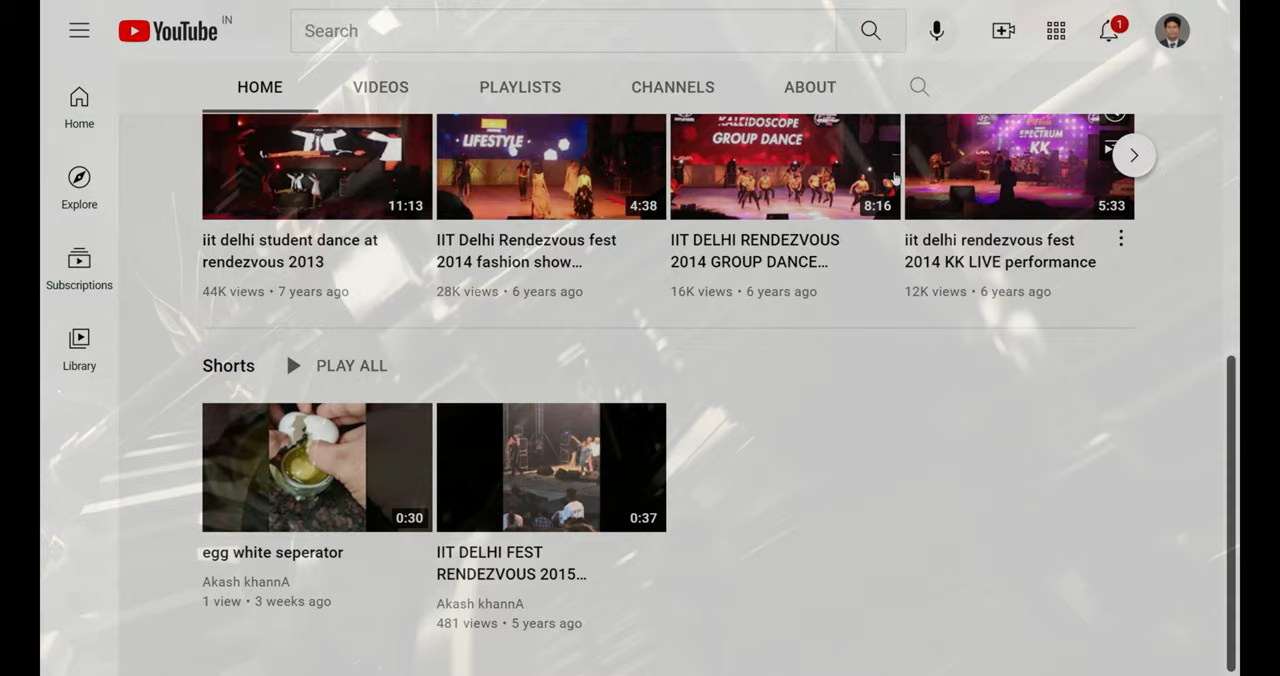 YouTube IN
Search
1
Home
Explore
Subscriptions
Library
HOME VIDEOS PLAYLISTS CHANNELS ABOUT
LIFESTYLE
KALEIDOSCOPE
GROUP DANCE
SPECTRUM
KK
11:13 4:38 8:16 5:33
iit delhi student dance at
rendezvous 2013
44K views • 7 years ago
IIT Delhi Rendezvous fest
2014 fashion show...
28K views • 6 years ago
IIT DELHI RENDEZVOUS
2014 GROUP DANCE...
16K views • 6 years ago
iit delhi rendezvous fest
2014 KK LIVE performance
12K views • 6 years ago
Shorts PLAY ALL
0:30 0:37
egg white seperator
Akash khannA
1 view • 3 weeks ago
IIT DELHI FEST
RENDEZVOUS 2015...
Akash khannA
481 views • 5 years ago